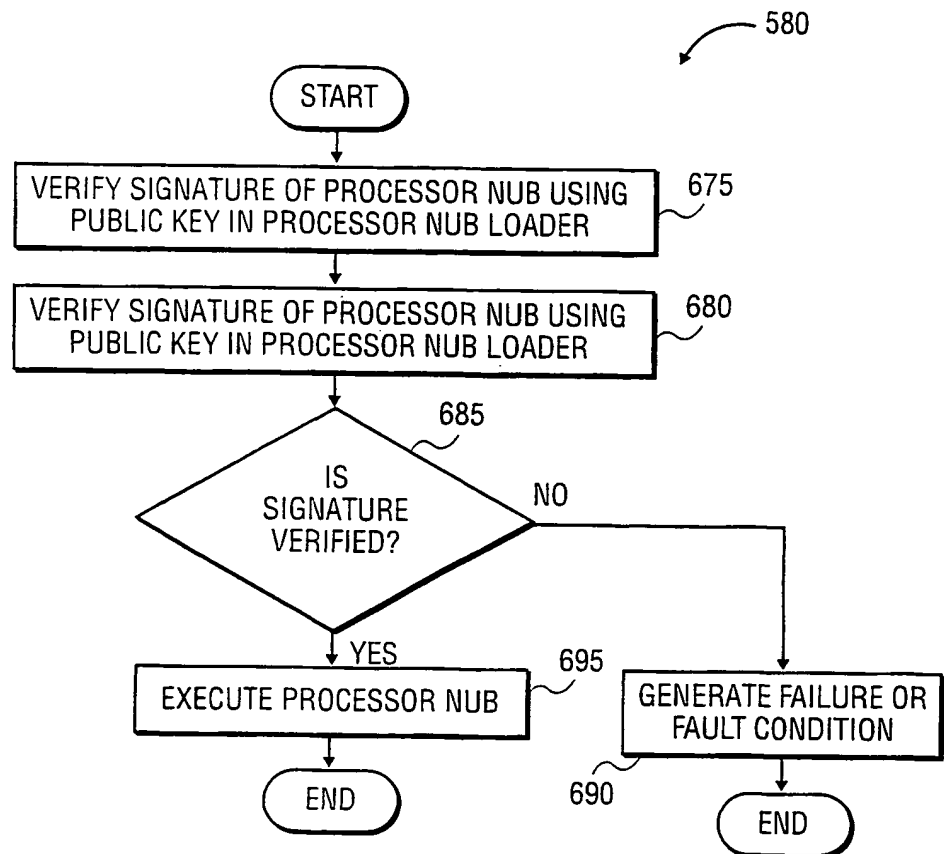 580
START
VERIFY SIGNATURE OF PROCESSOR NUB USING
PUBLIC KEY IN PROCESSOR NUB LOADER
675
VERIFY SIGNATURE OF PROCESSOR NUB USING
PUBLIC KEY IN PROCESSOR NUB LOADER
680
685
IS
SIGNATURE
VERIFIED?
NO
YES
EXECUTE PROCESSOR NUB
695
GENERATE FAILURE OR
FAULT CONDITION
690
END
END